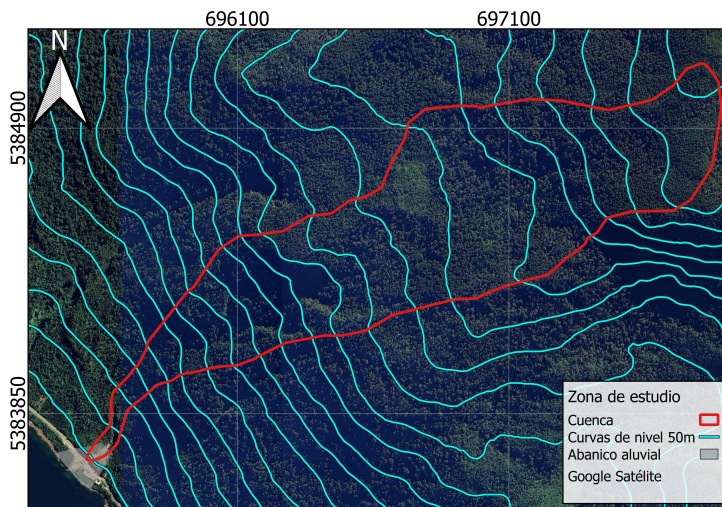 696100 697100
N
5384900
5383850
Zona de estudio
Cuenca
Curvas de nivel 50m
Abanico aluvial
Google Satélite